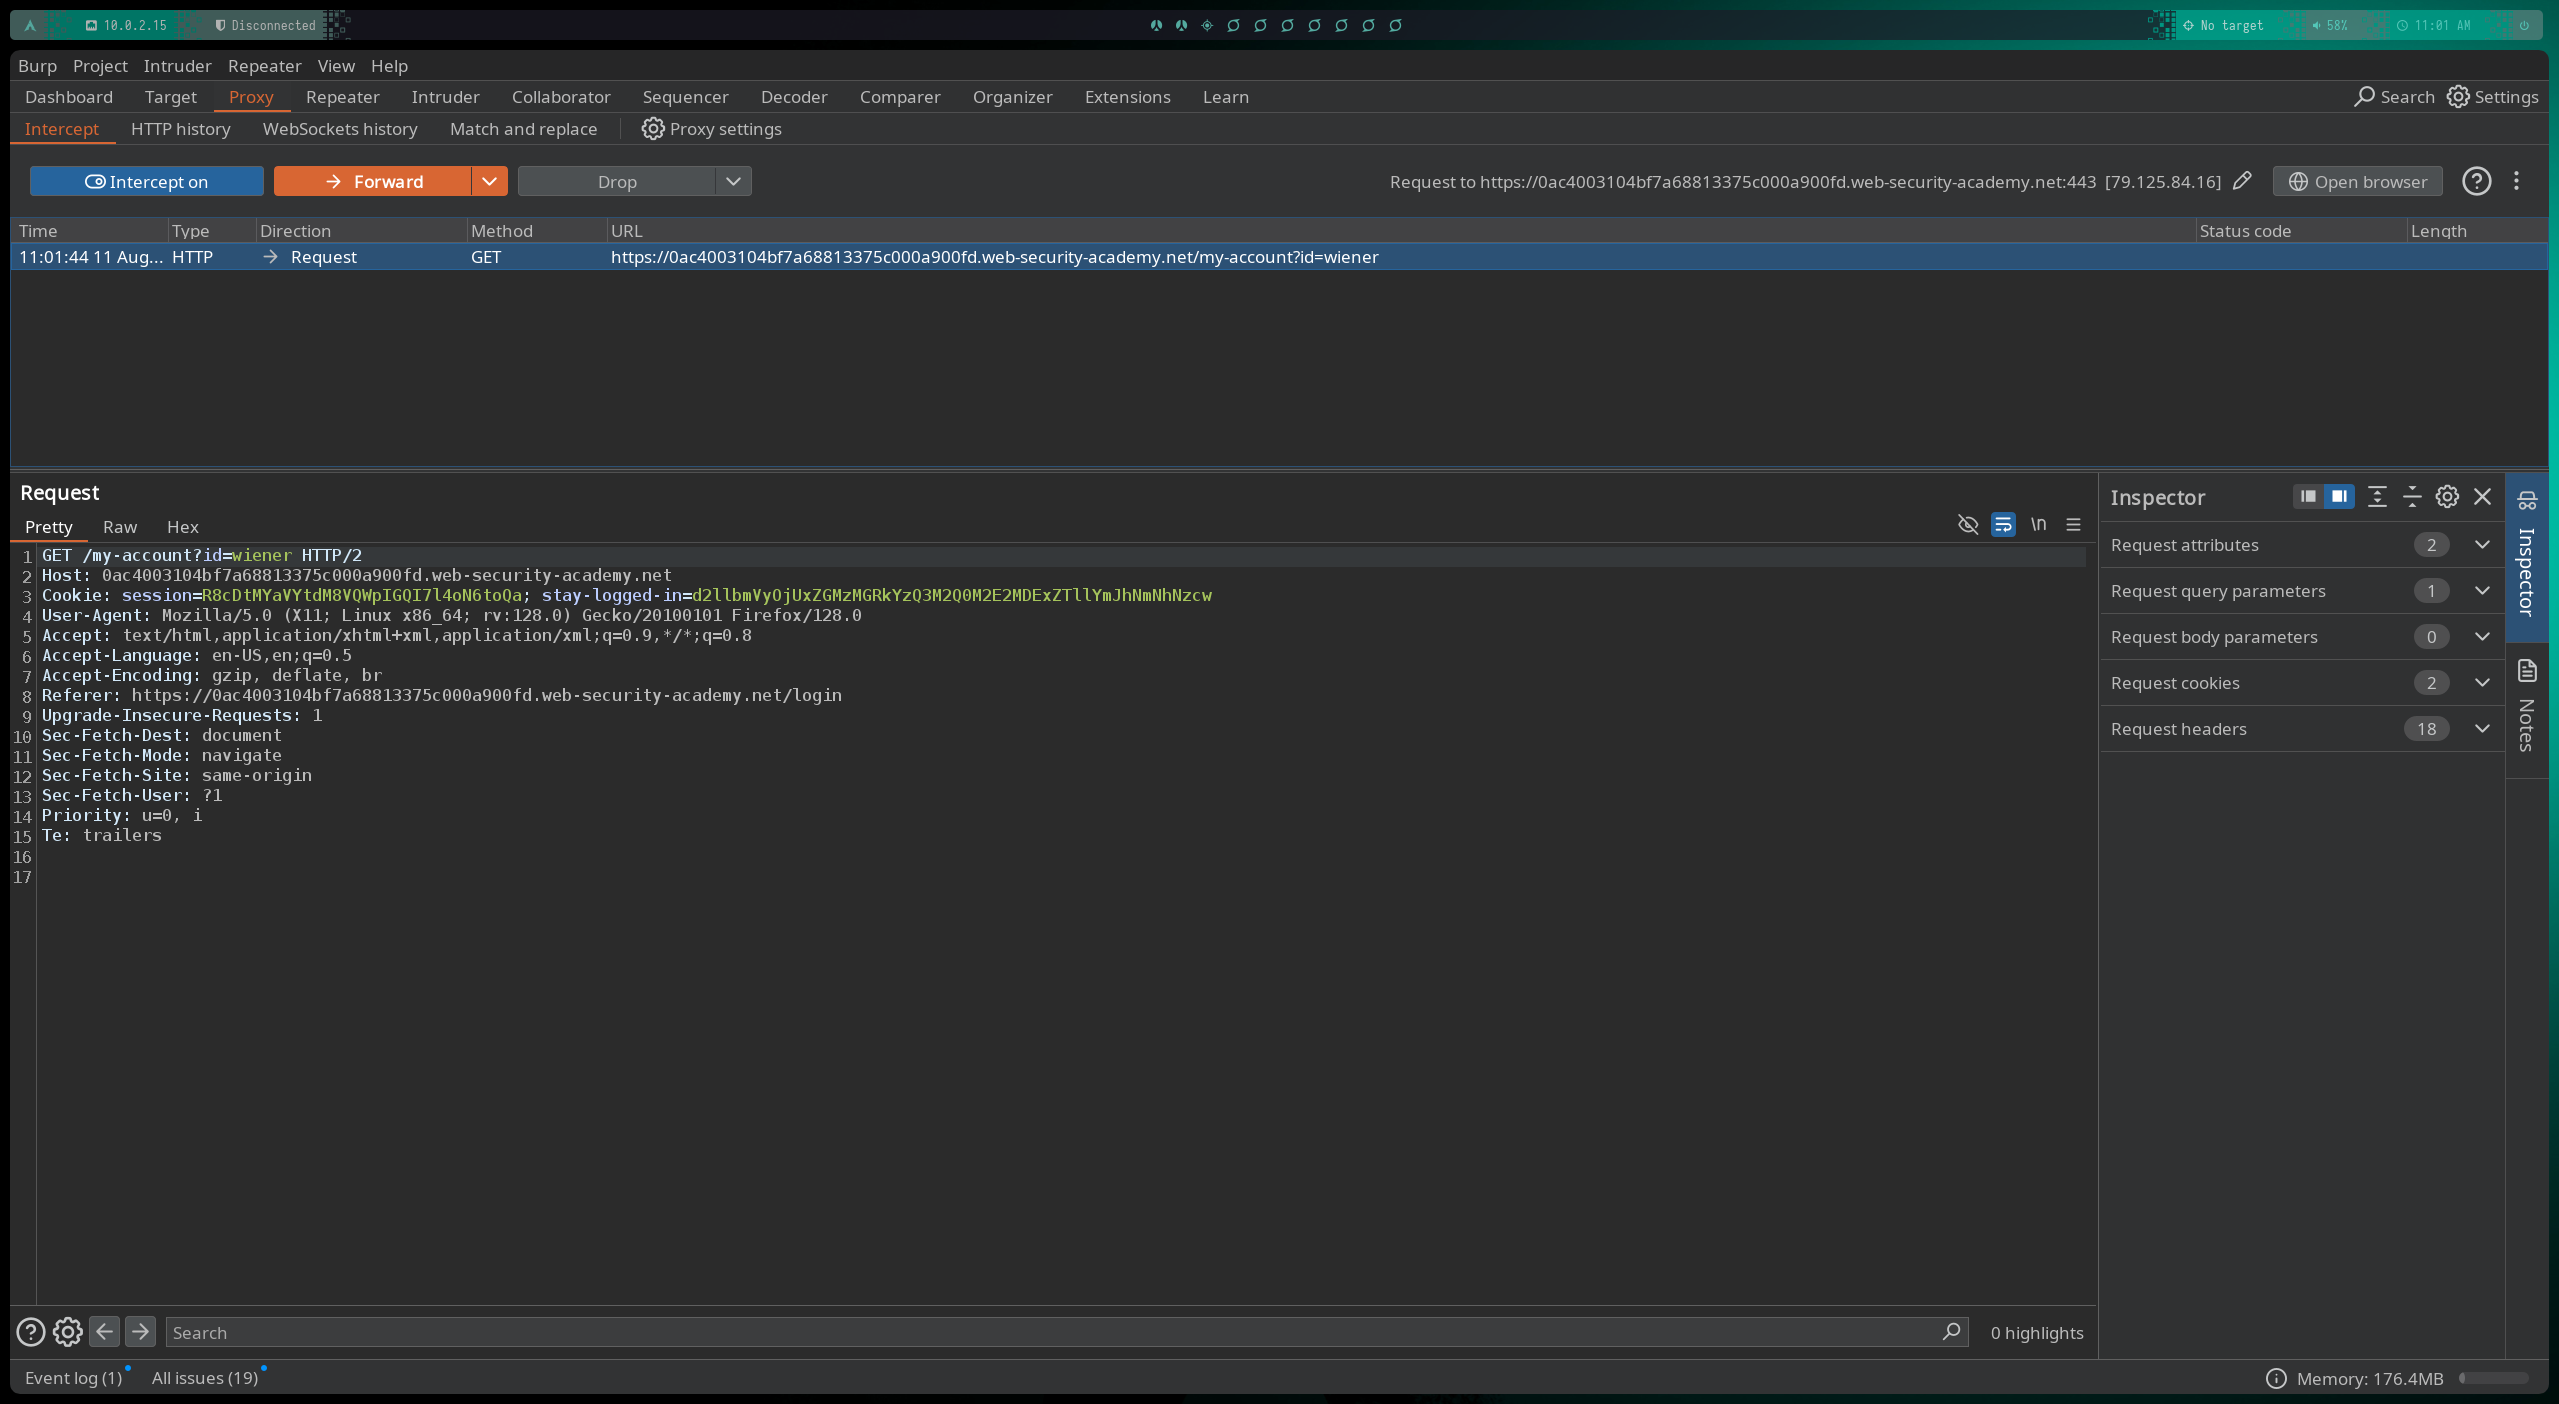 10.0.2.15 Disconnected No target 58% 11:01 AM
Burp Project Intruder Repeater View Help
Dashboard Target Proxy Repeater Intruder Collaborator Sequencer Decoder Comparer Organizer Extensions Learn Search Settings
Intercept HTTP history WebSockets history Match and replace Proxy settings
Intercept on Forward Drop Request to https://0ac4003104bf7a68813375c000a900fd.web-security-academy.net:443 [79.125.84.16] Open browser
Time Type Direction Method URL Status code Length
11:01:44 11 Aug... HTTP Request GET https://0ac4003104bf7a68813375c000a900fd.web-security-academy.net/my-account?id=wiener
Request
Pretty Raw Hex \n
1 GET /my-account?id=wiener HTTP/2
2 Host: 0ac4003104bf7a68813375c000a900fd.web-security-academy.net
3 Cookie: session=R8cDtMYaVYtdM8VQWpIGQI7l4oN6toQa; stay-logged-in=d2llbmVyOjUxZGMzMGRkYzQ3M2Q0M2E2MDExZTllYmJhNmNhNzcw
4 User-Agent: Mozilla/5.0 (X11; Linux x86_64; rv:128.0) Gecko/20100101 Firefox/128.0
5 Accept: text/html,application/xhtml+xml,application/xml;q=0.9,*/*;q=0.8
6 Accept-Language: en-US,en;q=0.5
7 Accept-Encoding: gzip, deflate, br
8 Referer: https://0ac4003104bf7a68813375c000a900fd.web-security-academy.net/login
9 Upgrade-Insecure-Requests: 1
10 Sec-Fetch-Dest: document
11 Sec-Fetch-Mode: navigate
12 Sec-Fetch-Site: same-origin
13 Sec-Fetch-User: ?1
14 Priority: u=0, i
15 Te: trailers
16
17
Inspector
Request attributes 2
Request query parameters 1
Request body parameters 0
Request cookies 2
Request headers 18
Inspector
Notes
Search 0 highlights
Event log (1) All issues (19) Memory: 176.4MB